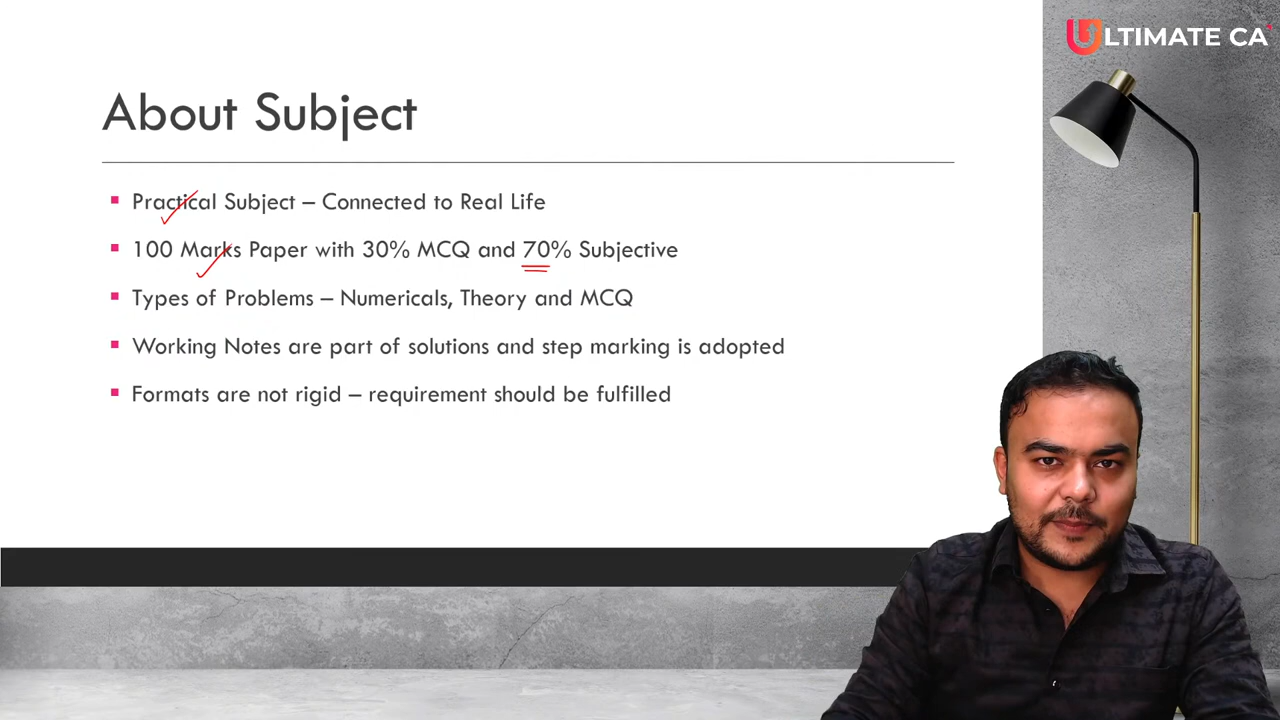 ULTIMATE CA
About Subject
Practical Subject – Connected to Real Life
100 Marks Paper with 30% MCQ and 70% Subjective
Types of Problems – Numericals, Theory and MCQ
Working Notes are part of solutions and step marking is adopted
Formats are not rigid – requirement should be fulfilled